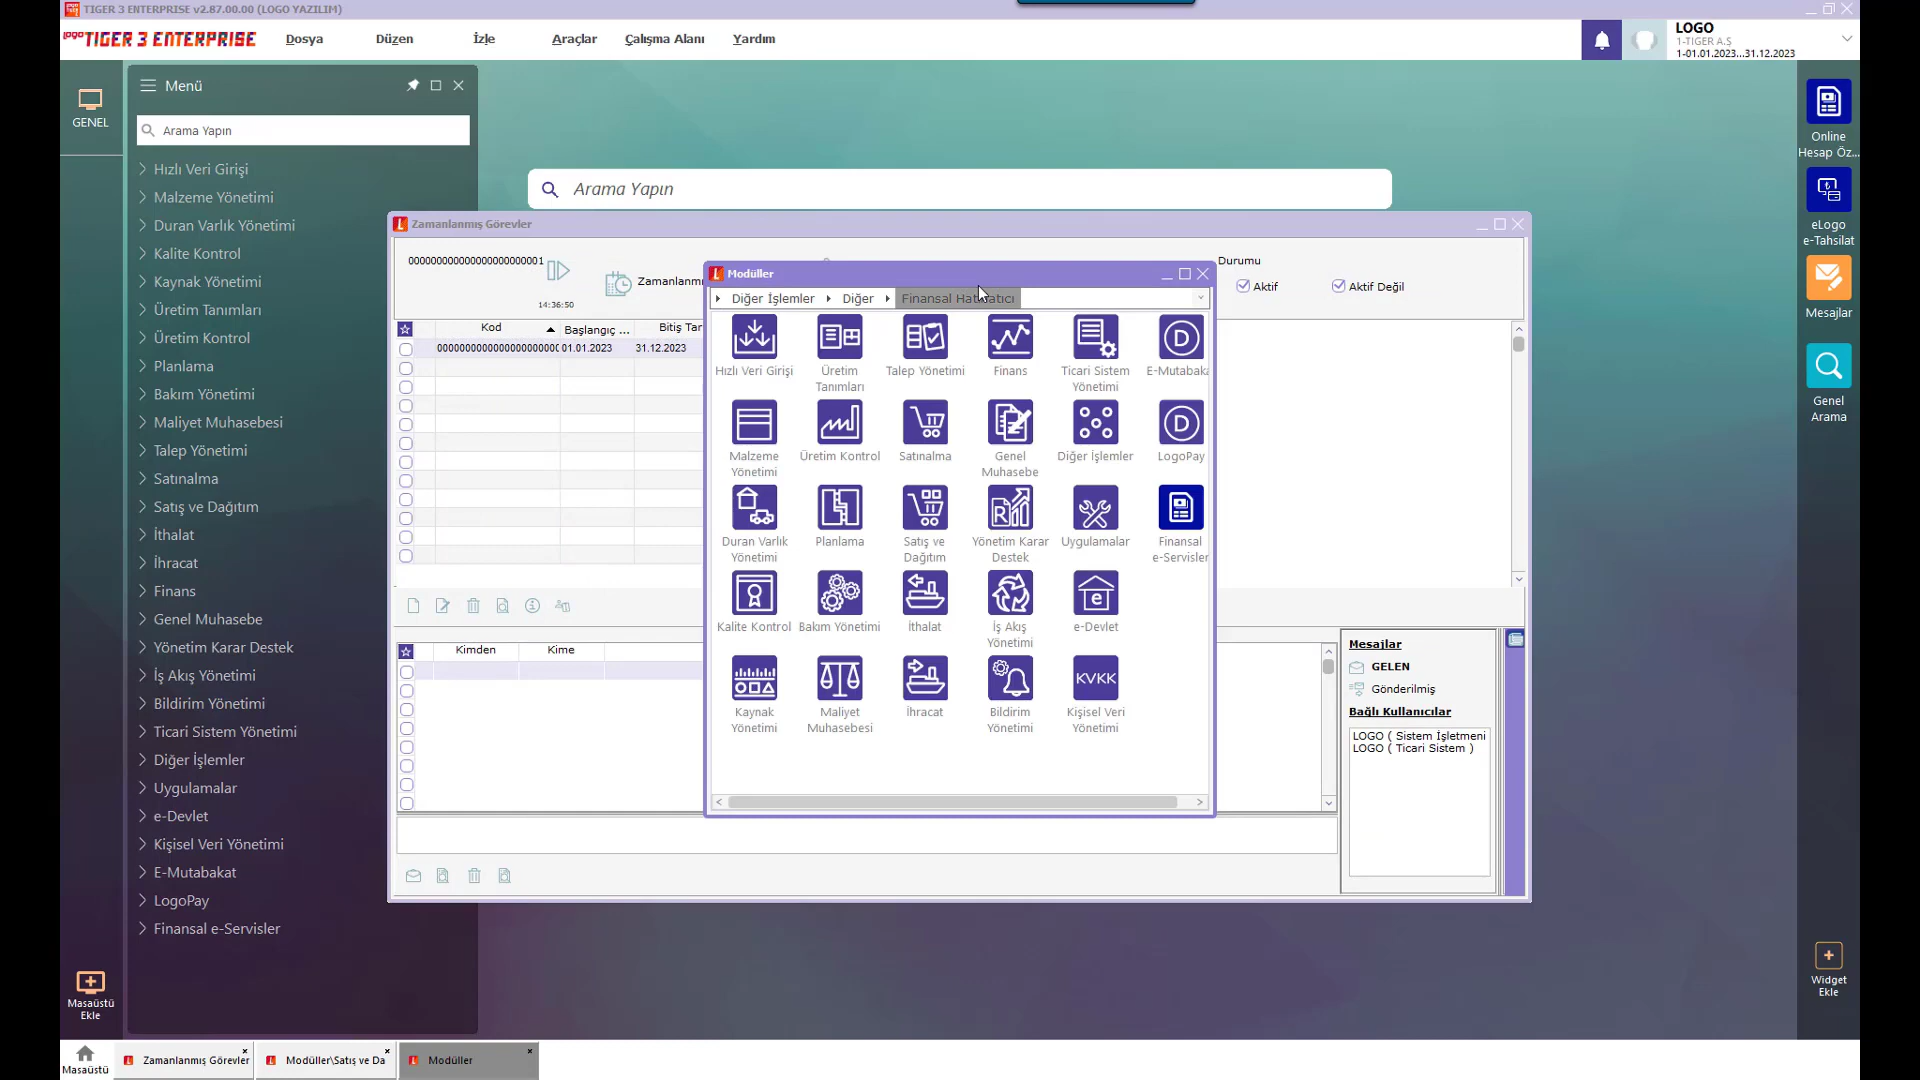 TIGER 3 ENTERPRISE v2.87.00.00 (LOGO YAZILIM)
LOGO TIGER 3 ENTERPRISE
Dosya
Düzen
İzle
Araçlar
Çalışma Alanı
Yardım
LOGO
1-TIGER A.Ş
1-01.01.2023...31.12.2023
GENEL
Menü
Arama Yapın
Hızlı Veri Girişi
Malzeme Yönetimi
Duran Varlık Yönetimi
Kalite Kontrol
Kaynak Yönetimi
Üretim Tanımları
Üretim Kontrol
Planlama
Bakım Yönetimi
Maliyet Muhasebesi
Talep Yönetimi
Satınalma
Satış ve Dağıtım
İthalat
İhracat
Finans
Genel Muhasebe
Yönetim Karar Destek
İş Akış Yönetimi
Bildirim Yönetimi
Ticari Sistem Yönetimi
Diğer İşlemler
Uygulamalar
e-Devlet
Kişisel Veri Yönetimi
E-Mutabakat
LogoPay
Finansal e-Servisler
Masaüstü
Ekle
Arama Yapın
Zamanlanmış Görevler
14:36:50
Zamanlanm
Durumu
Aktif
Aktif Değil
Kod
Başlangıç ...
Bitiş Tar
01.01.2023
31.12.2023
Kimden
Kime
Modüller
Diğer İşlemler
Diğer
Hızlı Veri Girişi
Üretim
Tanımları
Talep Yönetimi
Finans
Ticari Sistem
Yönetimi
E-Mutabaka
Malzeme
Yönetimi
Üretim Kontrol
Satınalma
Genel
Muhasebe
Diğer İşlemler
LogoPay
Duran Varlık
Yönetimi
Planlama
Satış ve
Dağıtım
Yönetim Karar
Destek
Uygulamalar
Finansal
e-Servisler
Kalite Kontrol
Bakım Yönetimi
İthalat
İş Akış
Yönetimi
e-Devlet
Kaynak
Yönetimi
Maliyet
Muhasebesi
İhracat
Bildirim
Yönetimi
KVKK
Kişisel Veri
Yönetimi
Mesajlar
GELEN
Gönderilmiş
Bağlı Kullanıcılar
LOGO ( Sistem İşletmeni
LOGO ( Ticari Sistem )
Online
Hesap Öz...
eLogo
e-Tahsilat
Mesajlar
Genel
Arama
Widget
Ekle
Masaüstü
Zamanlanmış Görevler
Modüller\Satış ve Da
Modüller